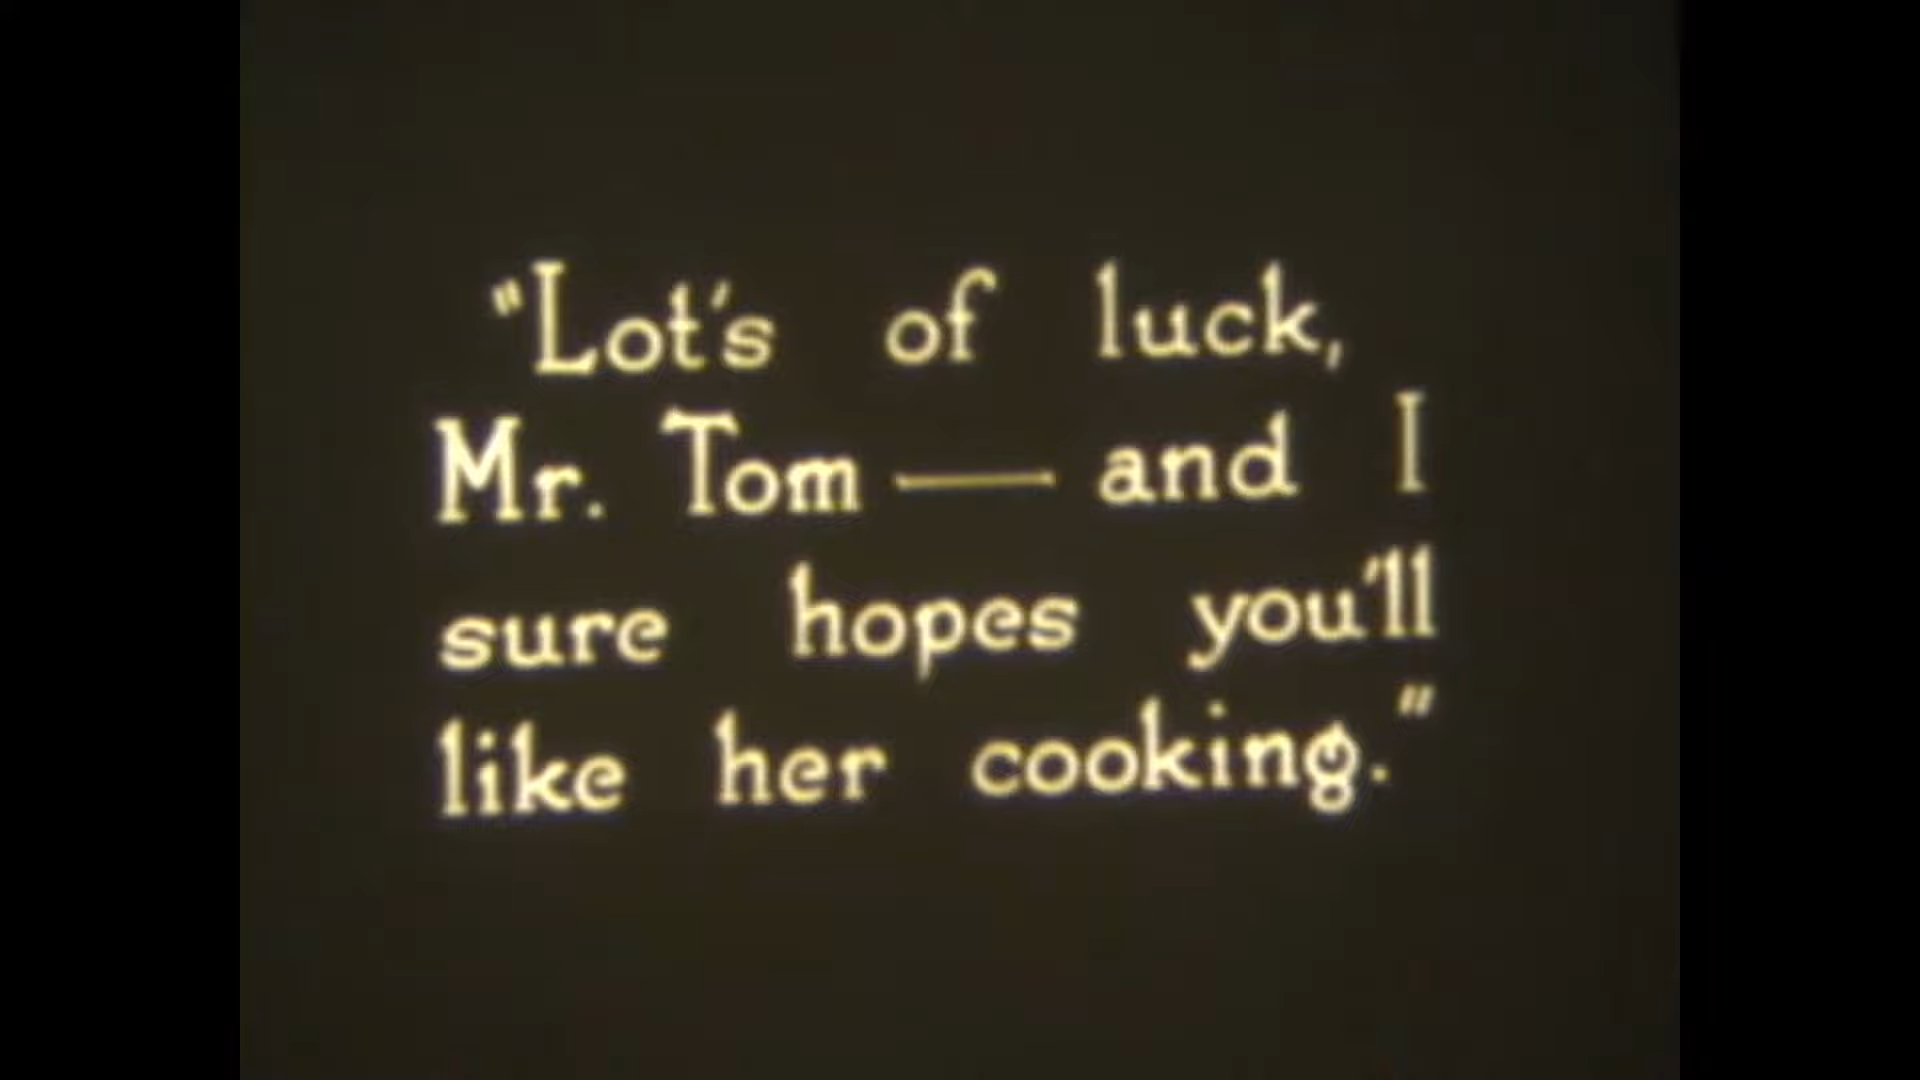 "Lot's of luck,
Mr. Tom — and I
sure hopes you'll
like her cooking."